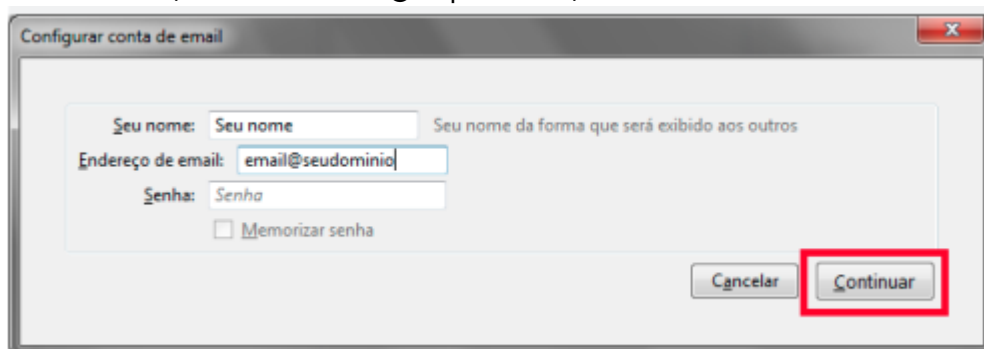 Configurar conta de email
Seu nome: Seu nome Seu nome da forma que será exibido aos outros
Endereço de email: email@seudominio
Senha: Senha
Memorizar senha
Cancelar Continuar